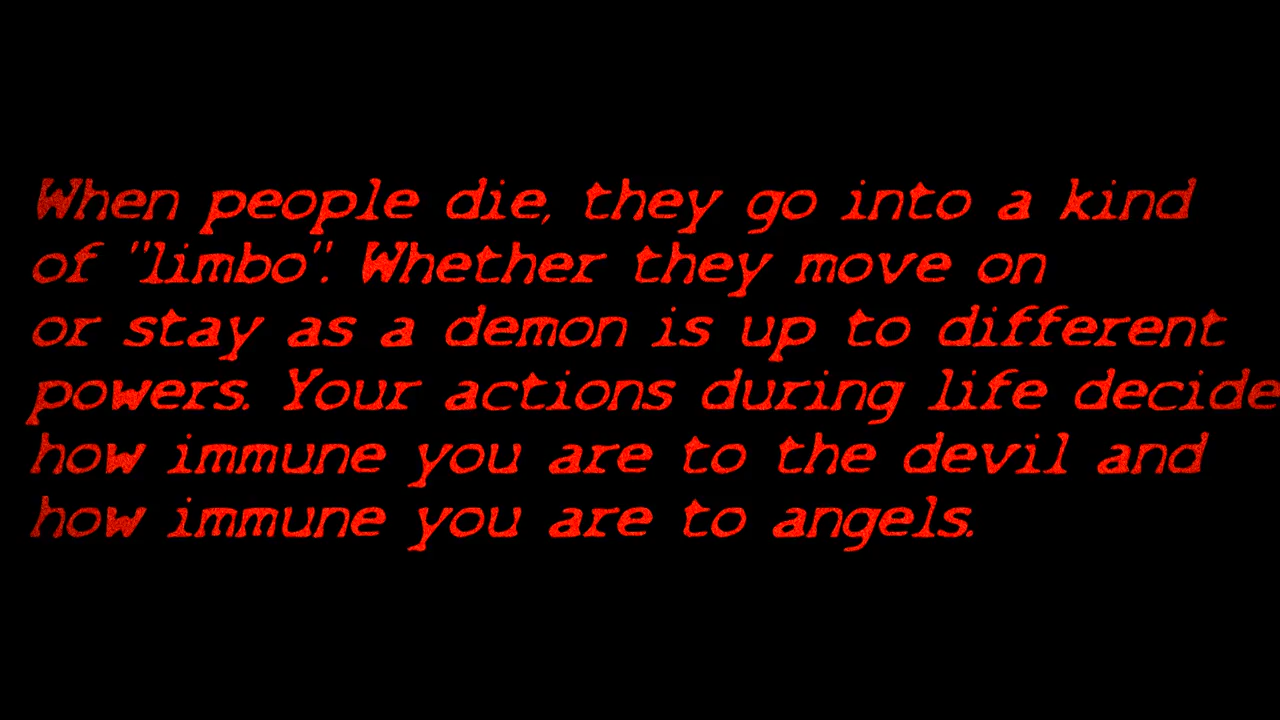 When people die, they go into a kind
of "limbo". Whether they move on
or stay as a demon is up to different
powers. Your actions during life decide
how immune you are to the devil and
how immune you are to angels.